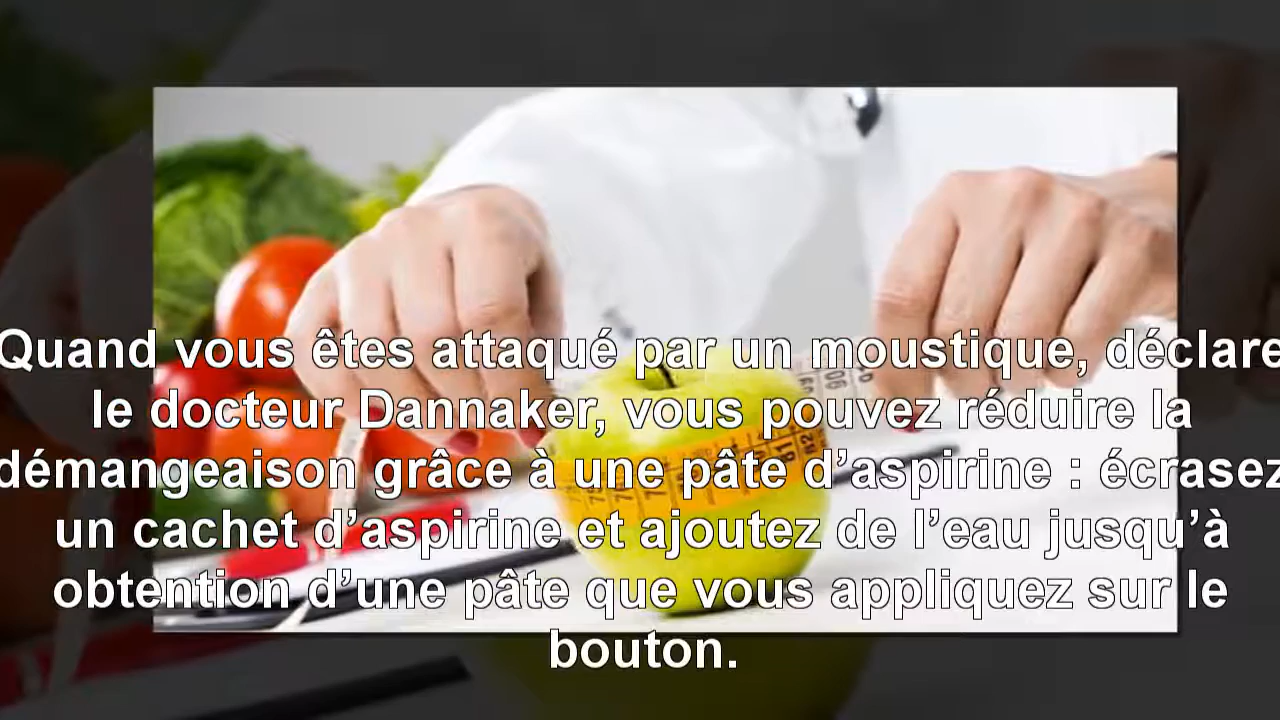 Quand vous êtes attaqué par un moustique, déclare
le docteur Dannaker, vous pouvez réduire la
démangeaison grâce à une pâte d’aspirine : écrasez
un cachet d’aspirine et ajoutez de l’eau jusqu’à
obtention d’une pâte que vous appliquez sur le
bouton.
81
82